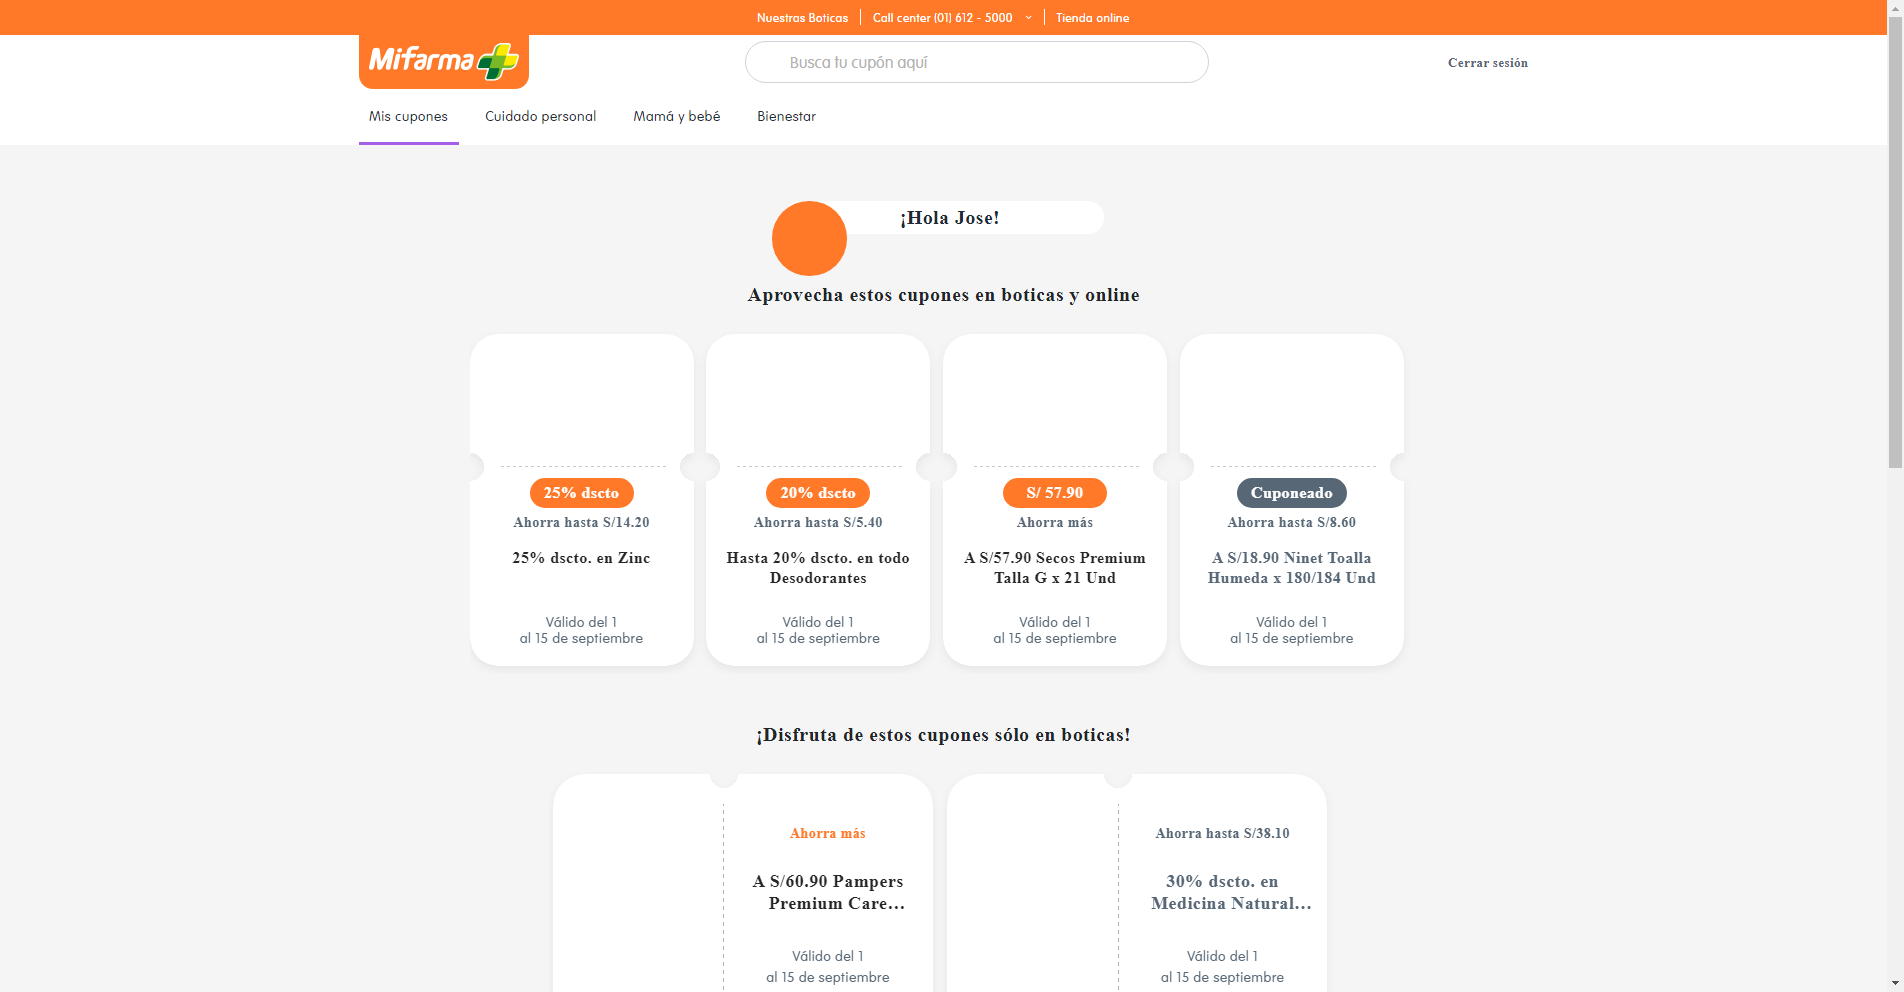 Nuestras Boticas
Call center (01) 612 - 5000
Tienda online
Mifarma
Busca tu cupón aquí
Cerrar sesión
Mis cupones
Cuidado personal
Mamá y bebé
Bienestar
¡Hola Jose!
Aprovecha estos cupones en boticas y online
25% dscto
Ahorra hasta S/14.20
25% dscto. en Zinc
Válido del 1
al 15 de septiembre
20% dscto
Ahorra hasta S/5.40
Hasta 20% dscto. en todo
Desodorantes
Válido del 1
al 15 de septiembre
S/ 57.90
Ahorra más
A S/57.90 Secos Premium
Talla G x 21 Und
Válido del 1
al 15 de septiembre
Cuponeado
Ahorra hasta S/8.60
A S/18.90 Ninet Toalla
Humeda x 180/184 Und
Válido del 1
al 15 de septiembre
¡Disfruta de estos cupones sólo en boticas!
Ahorra más
A S/60.90 Pampers
Premium Care...
Válido del 1
al 15 de septiembre
Ahorra hasta S/38.10
30% dscto. en
Medicina Natural...
Válido del 1
al 15 de septiembre